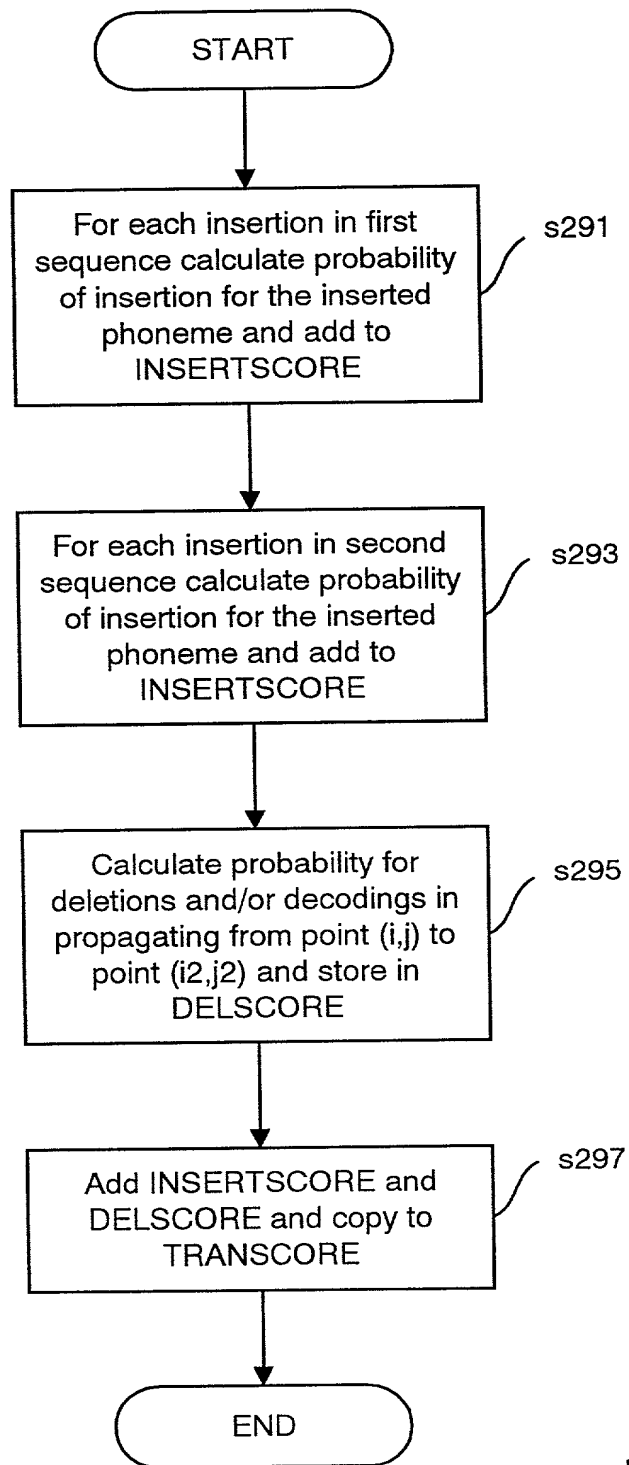 START
For each insertion in first
sequence calculate probability
of insertion for the inserted
phoneme and add to
INSERTSCORE
s291
For each insertion in second
sequence calculate probability
of insertion for the inserted
phoneme and add to
INSERTSCORE
s293
Calculate probability for
deletions and/or decodings in
propagating from point (i,j) to
point (i2,j2) and store in
DELSCORE
s295
Add INSERTSCORE and
DELSCORE and copy to
TRANSCORE
s297
END